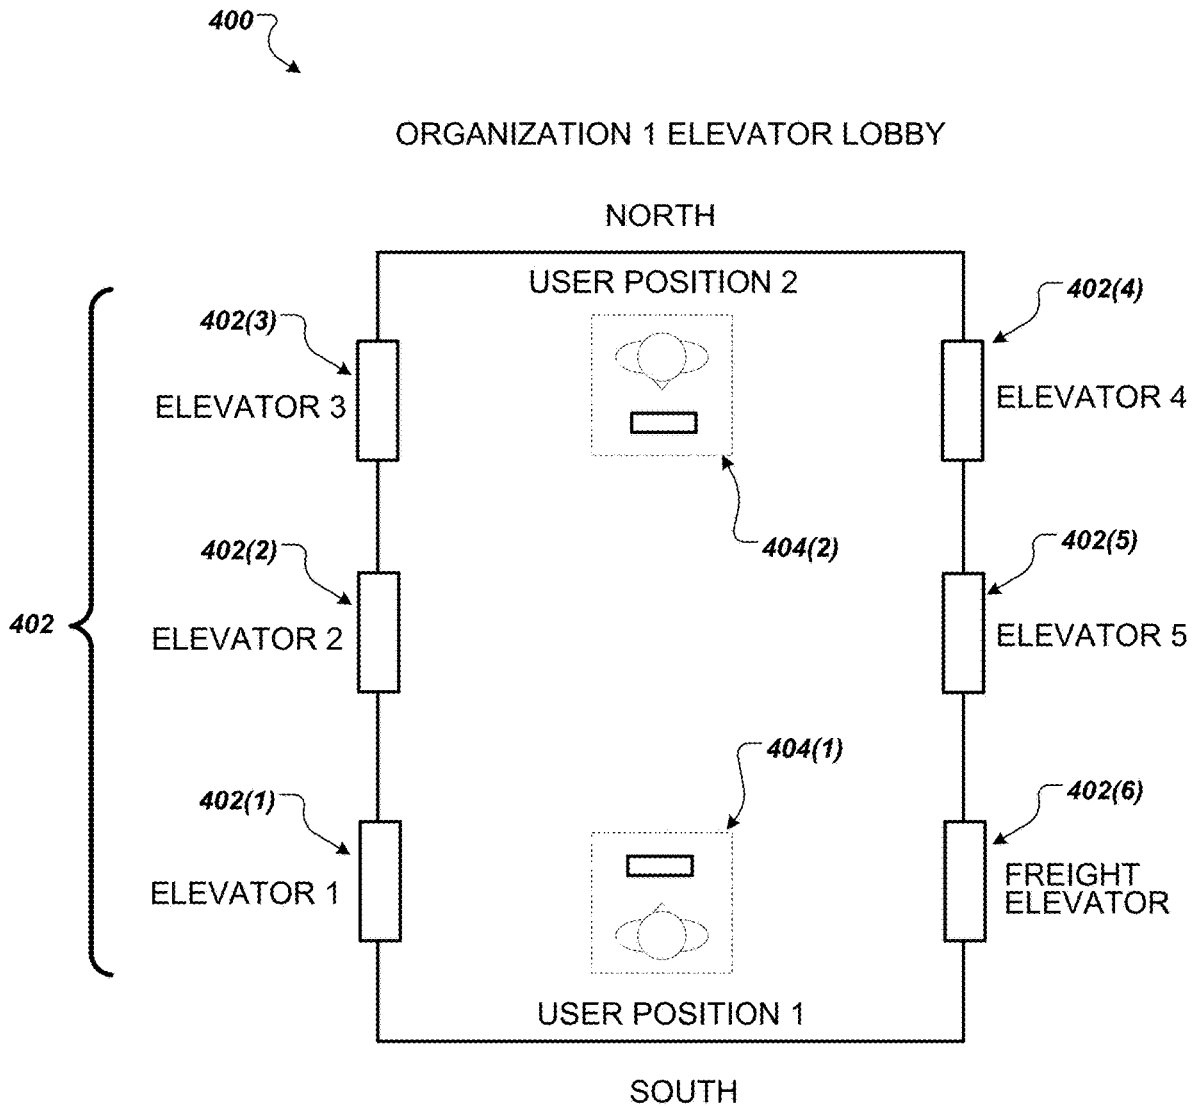 400
ORGANIZATION 1 ELEVATOR LOBBY
NORTH
USER POSITION 2
402(3)
402(4)
ELEVATOR 3
ELEVATOR 4
404(2)
402(2)
402(5)
402
ELEVATOR 2
ELEVATOR 5
404(1)
402(1)
402(6)
ELEVATOR 1
FREIGHT
ELEVATOR
USER POSITION 1
SOUTH